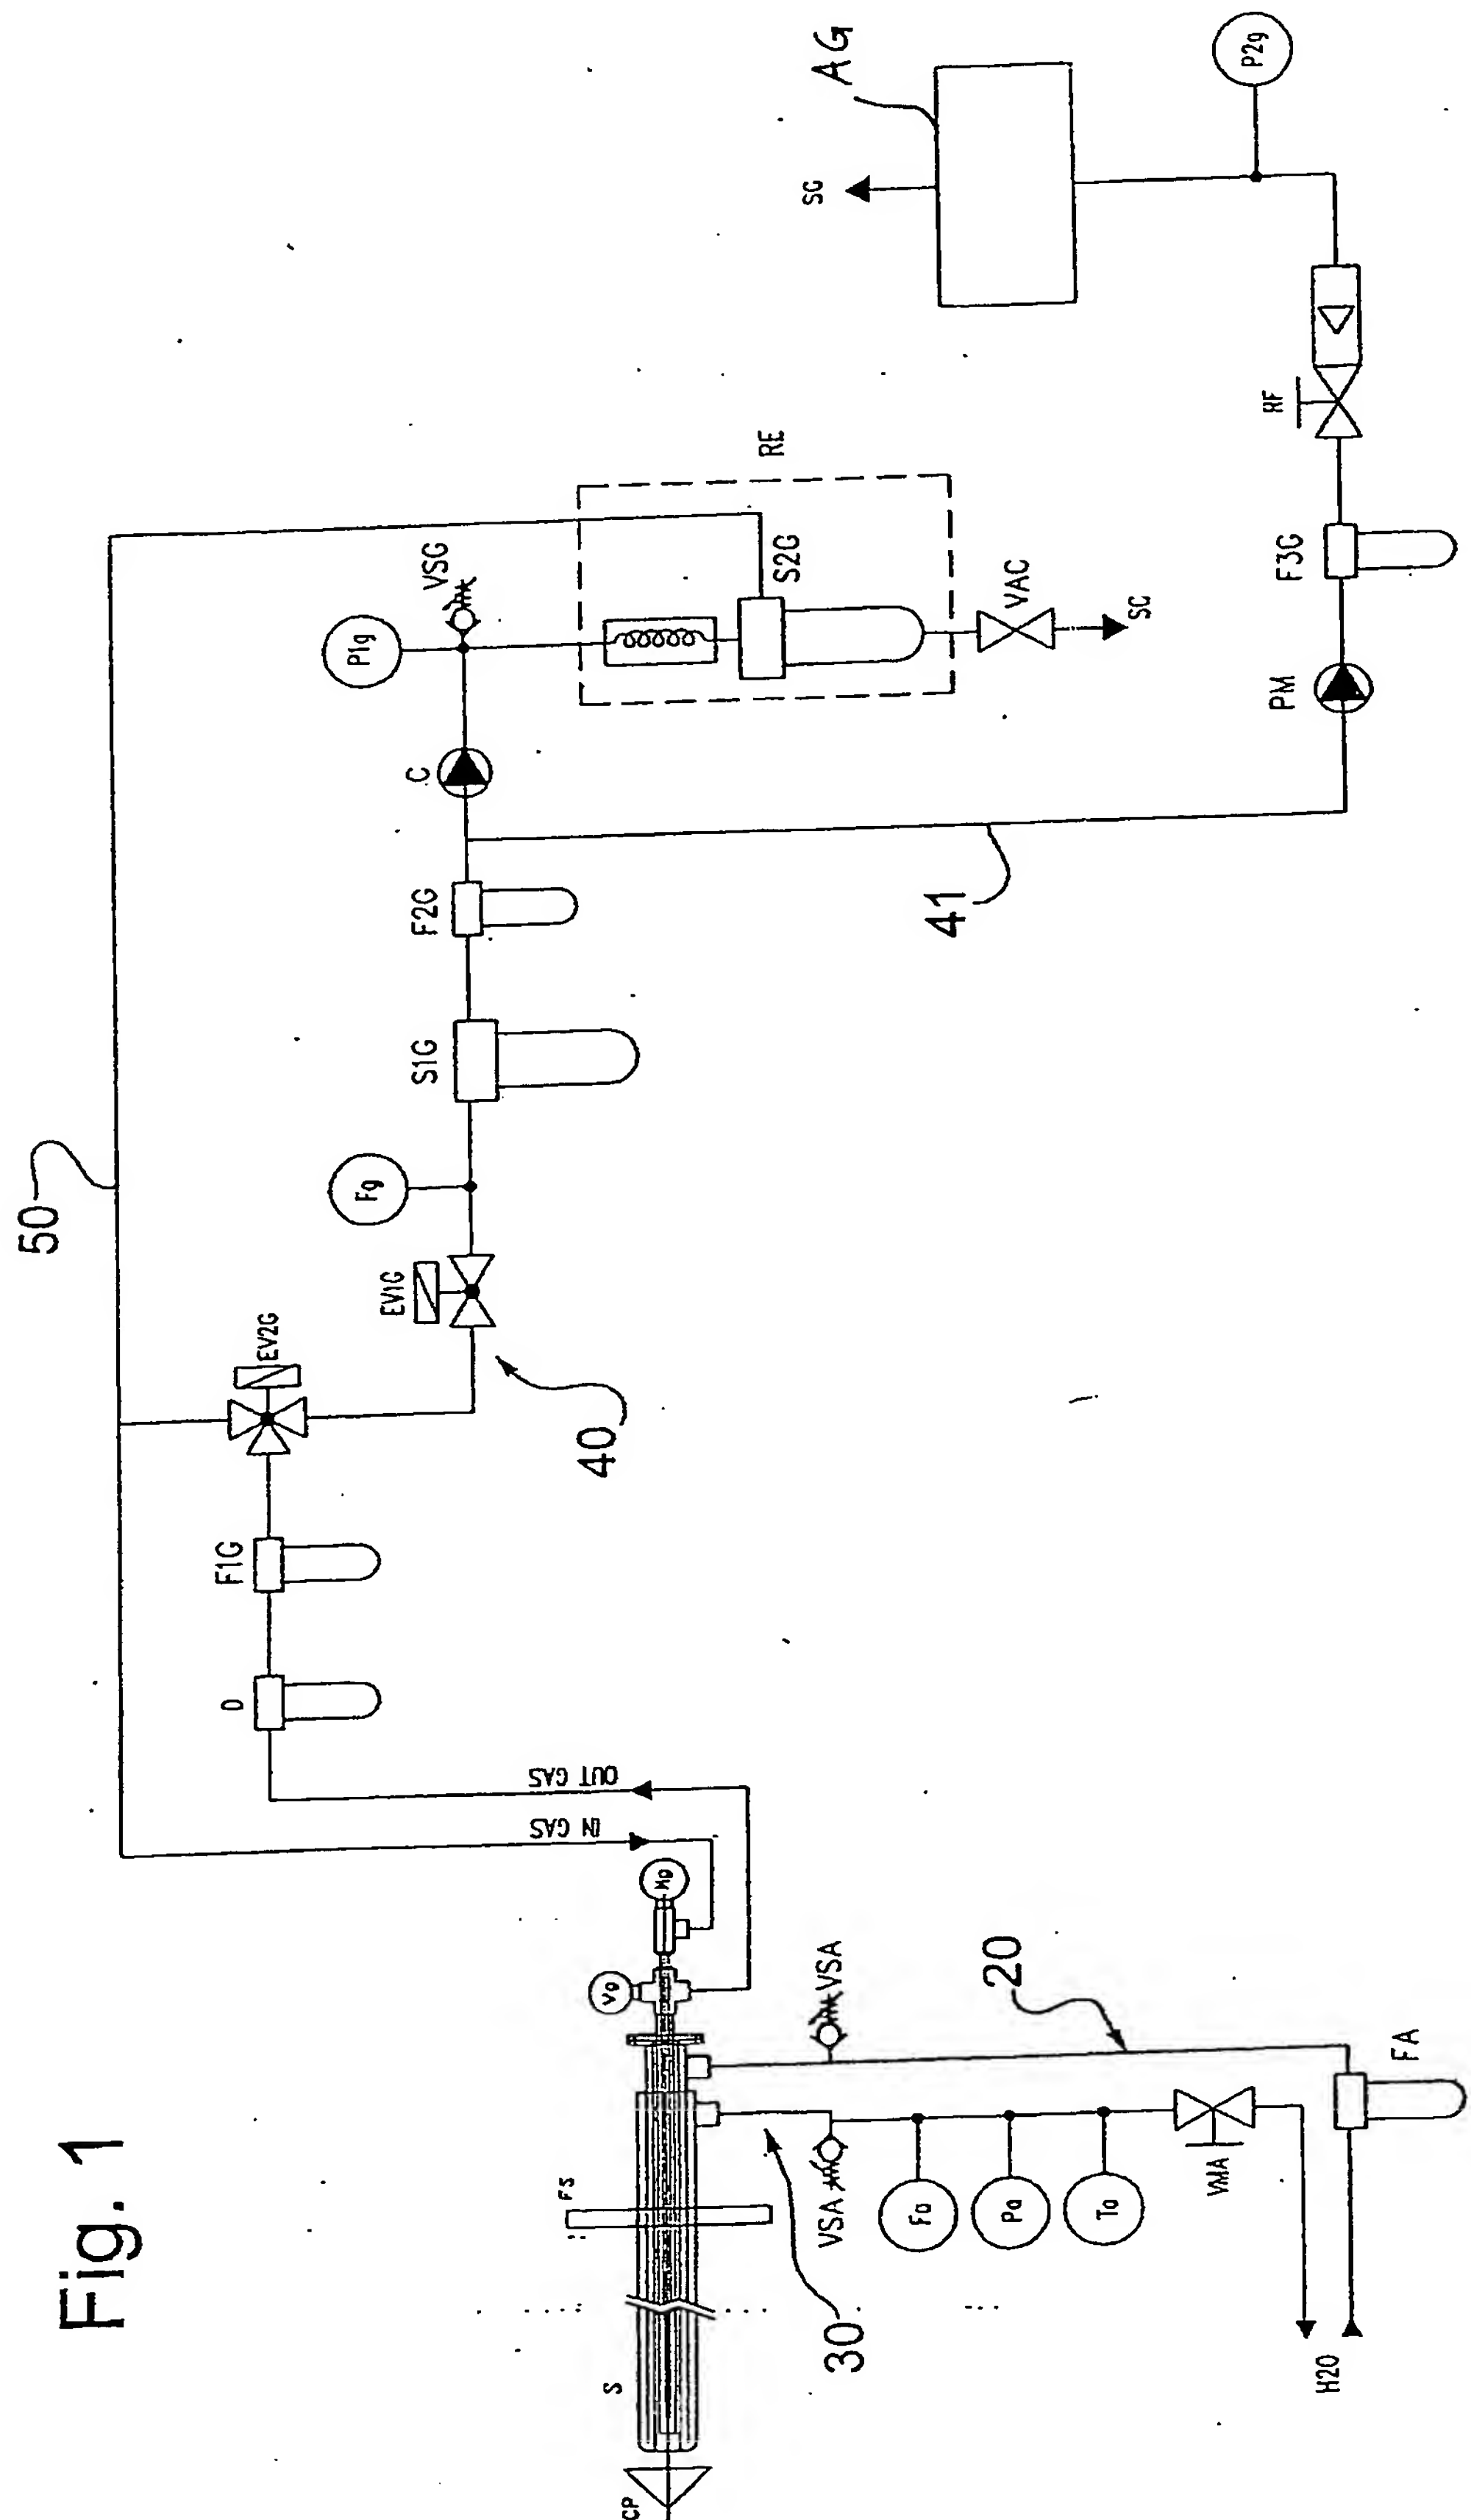 Fig. 1
CP
S
FS
Vg
Mg
IN GAS
OUT GAS
D
F1G
EV2G
50
40
EV1G
Fg
S1G
F2G
C
P1g
VSG
RE
S2G
VAC
SC
41
PM
F3G
RF
P2g
AG
SG
VSA
20
FA
30
VSA
Fa
Pa
Ta
VMA
H2O